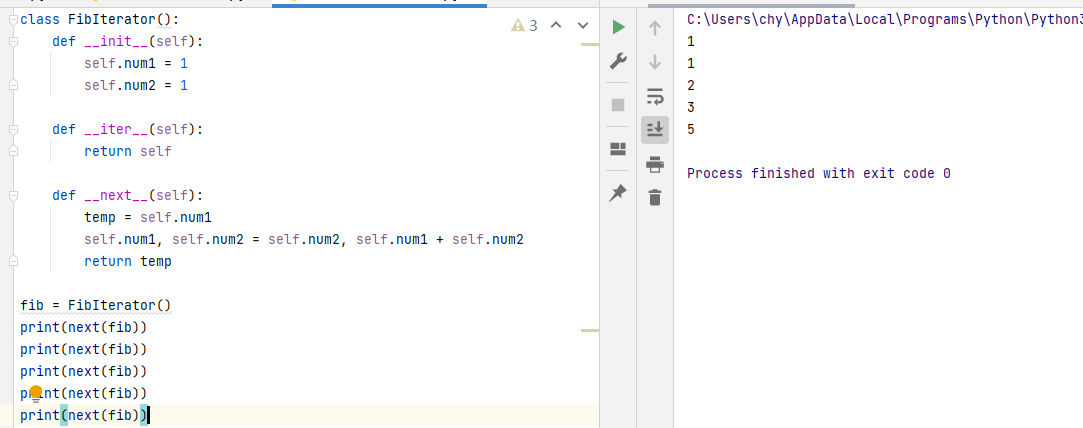 class FibIterator():
    def __init__(self):
        self.num1 = 1
        self.num2 = 1
    def __iter__(self):
        return self
    def __next__(self):
        temp = self.num1
        self.num1, self.num2 = self.num2, self.num1 + self.num2
        return temp
fib = FibIterator()
print(next(fib))
print(next(fib))
print(next(fib))
print(next(fib))
print(next(fib))
3
C:\Users\chy\AppData\Local\Programs\Python\Python3
1
1
2
3
5
Process finished with exit code 0